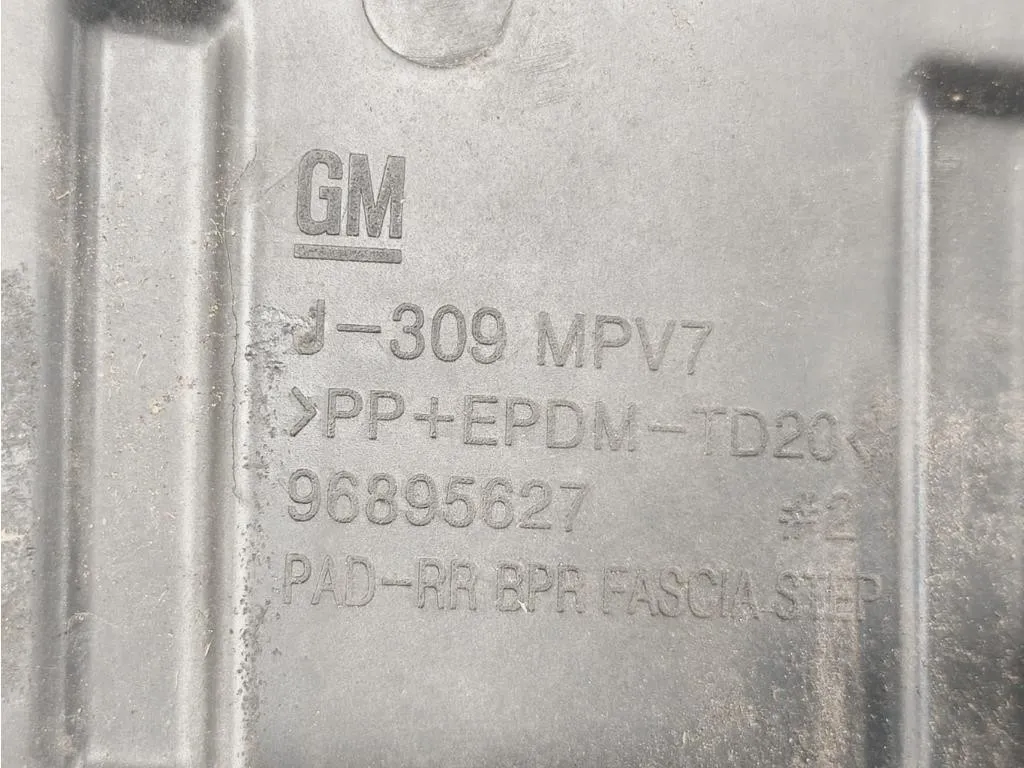 GM
J-309 MPV7
>PP+EPDM-TD20<
96895627 #2
PAD-RR BPR FASCIA STEP